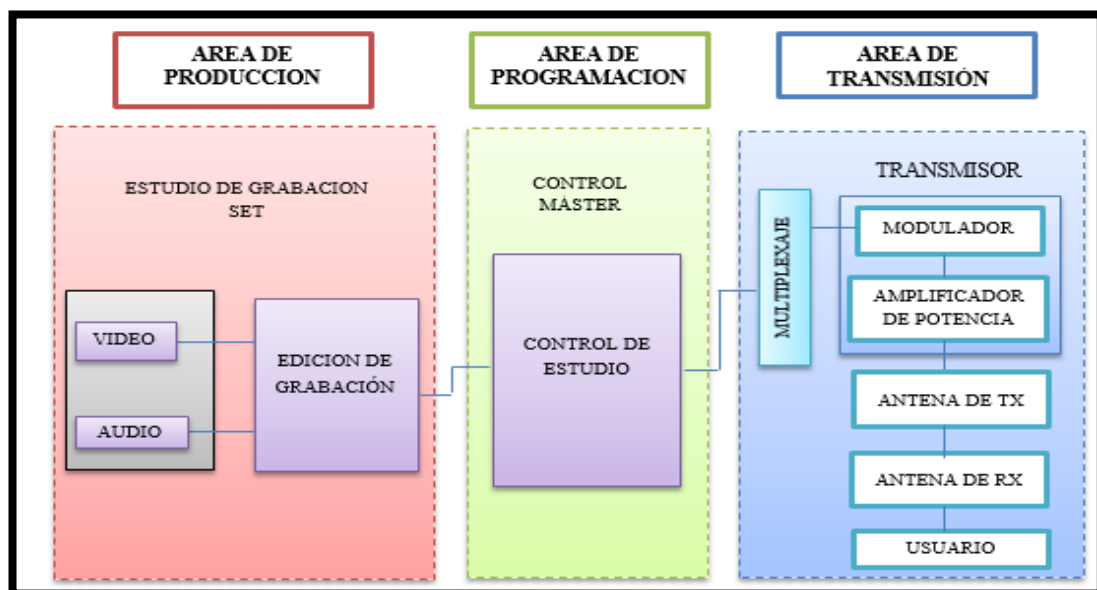 AREA DE
PRODUCCION
AREA DE
PROGRAMACION
AREA DE
TRANSMISIÓN
ESTUDIO DE GRABACION
SET
VIDEO
AUDIO
EDICION DE
GRABACIÓN
CONTROL
MÁSTER
CONTROL DE
ESTUDIO
MULTIPLEXAJE
TRANSMISOR
MODULADOR
AMPLIFICADOR
DE POTENCIA
ANTENA DE TX
ANTENA DE RX
USUARIO